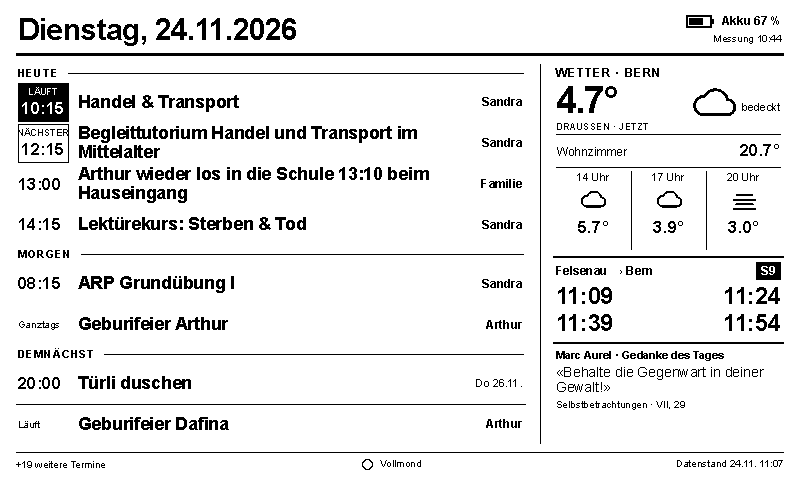 Dienstag, 24.11.2026
Akku 67 %
Messung 10:44
HEUTE
LÄUFT
10:15 Handel & Transport Sandra
NÄCHSTER
12:15 Begleittutorium Handel und Transport im
Mittelalter Sandra
13:00 Arthur wieder los in die Schule 13:10 beim
Hauseingang Familie
14:15 Lektürekurs: Sterben & Tod Sandra
MORGEN
08:15 ARP Grundübung I Sandra
Ganztags Geburifeier Arthur Arthur
DEMNÄCHST
20:00 Türli duschen Do 26.11.
Läuft Geburifeier Dafina Arthur
WETTER · BERN
4.7° bedeckt
DRAUSSEN · JETZT
Wohnzimmer 20.7°
14 Uhr 17 Uhr 20 Uhr
5.7° 3.9° 3.0°
Felsenau › Bern S9
11:09 11:24
11:39 11:54
Marc Aurel · Gedanke des Tages
«Behalte die Gegenwart in deiner
Gewalt!»
Selbstbetrachtungen · VII, 29
+19 weitere Termine
Vollmond
Datenstand 24.11. 11:07